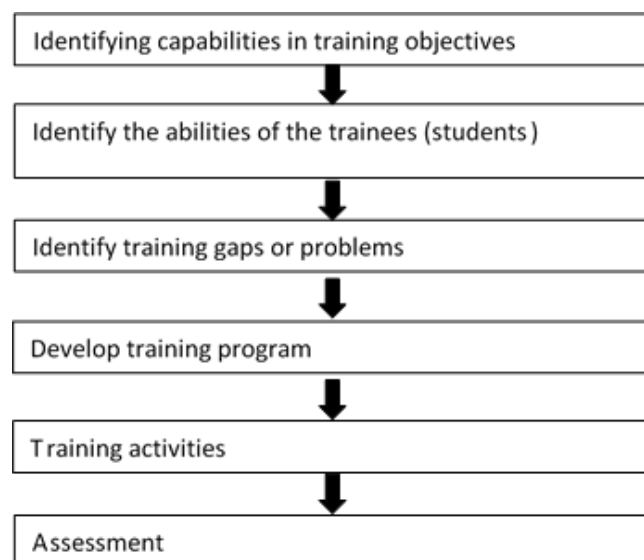 Identifying capabilities in training objectives
Identify the abilities of the trainees (students)
Identify training gaps or problems
Develop training program
Training activities
Assessment